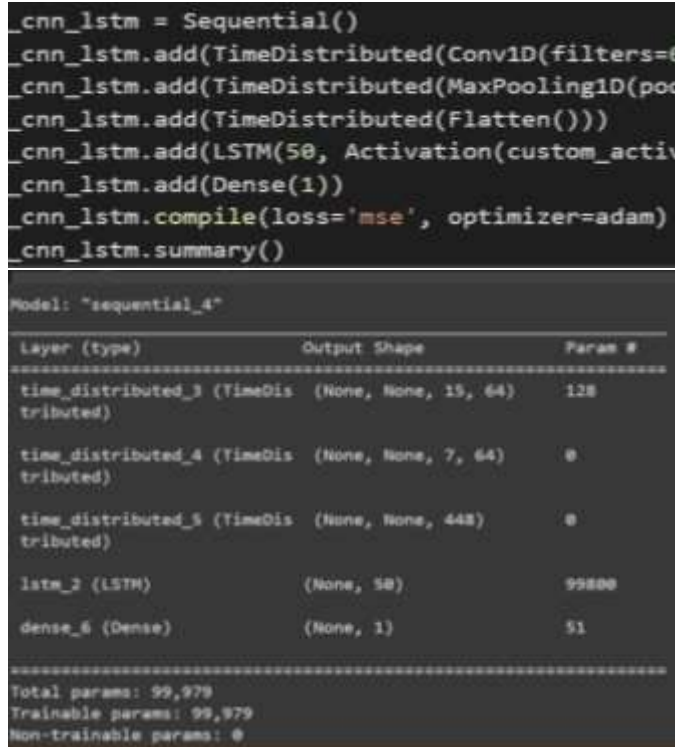 _cnn_lstm = Sequential()
_cnn_lstm.add(TimeDistributed(Conv1D(filters=6
_cnn_lstm.add(TimeDistributed(MaxPooling1D(poo
_cnn_lstm.add(TimeDistributed(Flatten()))
_cnn_lstm.add(LSTM(50, Activation(custom_activ
_cnn_lstm.add(Dense(1))
_cnn_lstm.compile(loss='mse', optimizer=adam)
_cnn_lstm.summary()
Model: "sequential_4"
Layer (type) Output Shape Param #
time_distributed_3 (TimeDis (None, None, 15, 64) 128
tributed)
time_distributed_4 (TimeDis (None, None, 7, 64) 0
tributed)
time_distributed_5 (TimeDis (None, None, 448) 0
tributed)
lstm_2 (LSTM) (None, 50) 99800
dense_6 (Dense) (None, 1) 51
Total params: 99,979
Trainable params: 99,979
Non-trainable params: 0